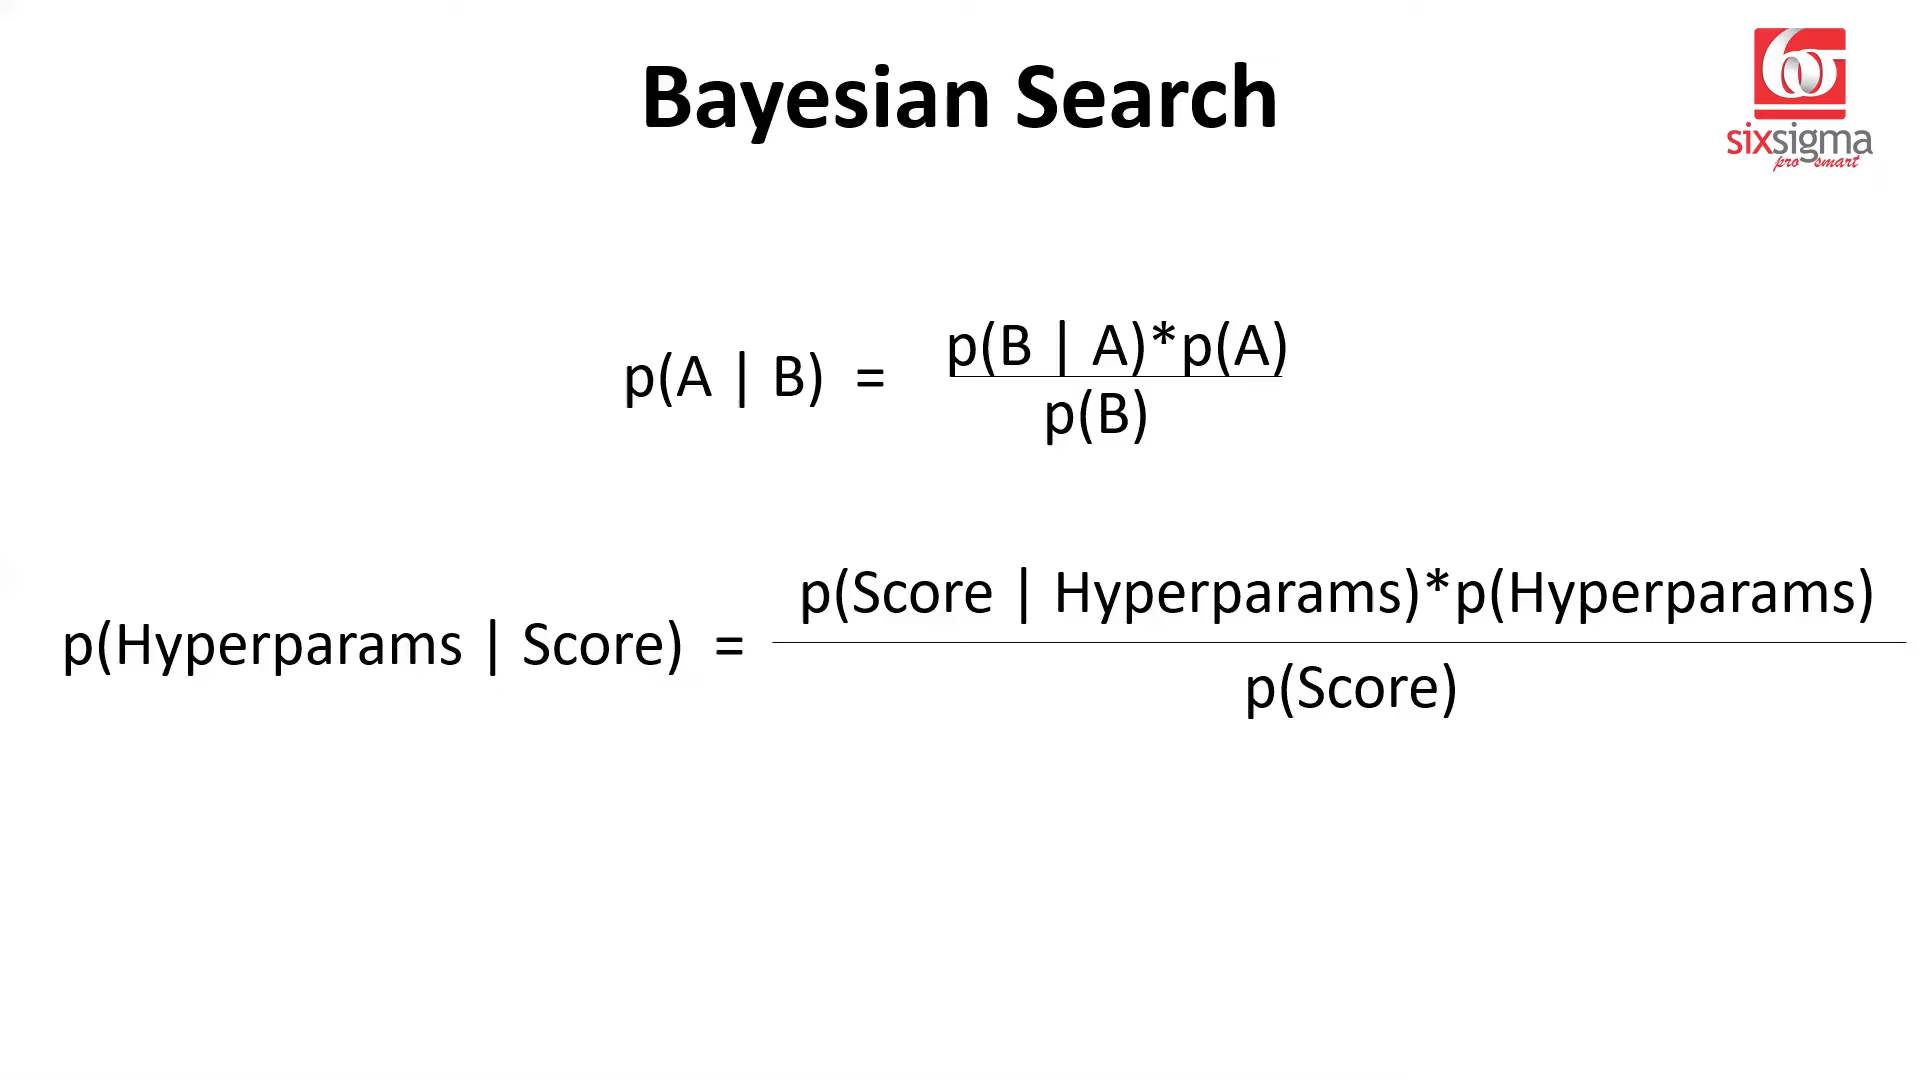 Bayesian Search
sixsigma
pro smart
p(A | B) = p(B | A)*p(A)
p(B)
p(Hyperparams | Score) = p(Score | Hyperparams)*p(Hyperparams)
p(Score)